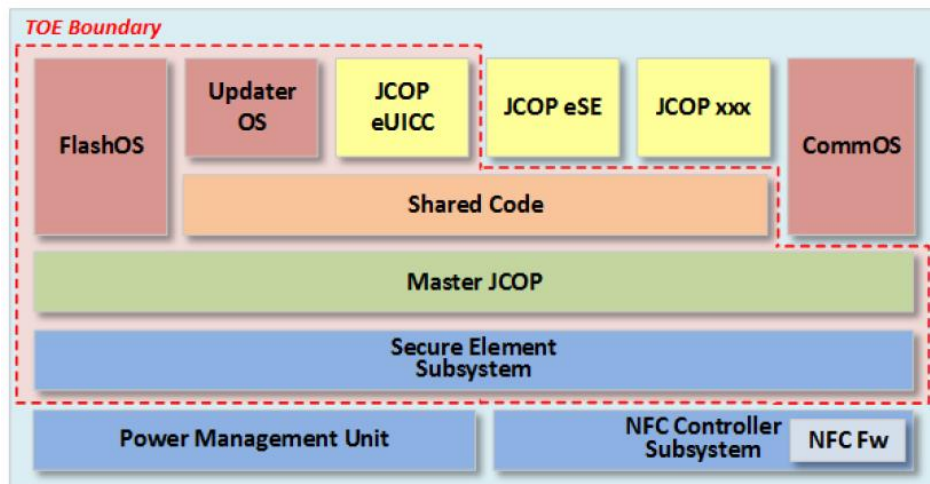 TOE Boundary
FlashOS
Updater
OS
JCOP
eUICC
JCOP eSE
JCOP xxx
CommOS
Shared Code
Master JCOP
Secure Element
Subsystem
Power Management Unit
NFC Controller
Subsystem
NFC Fw